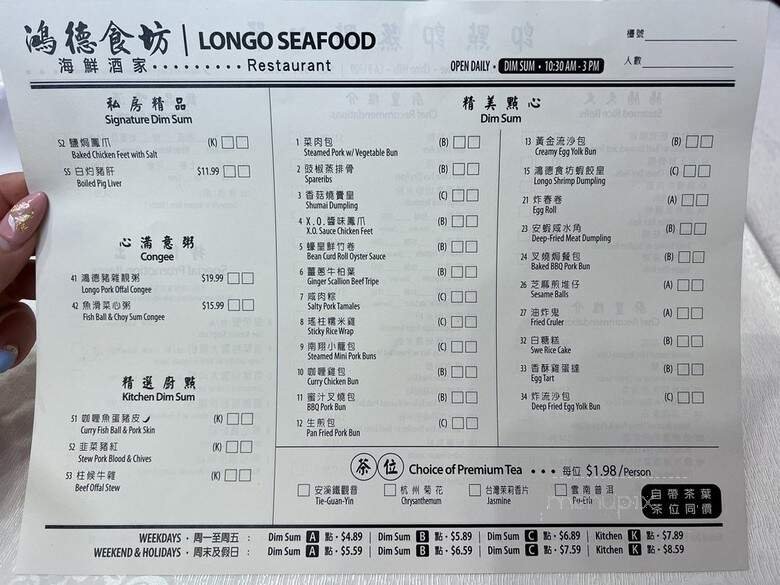 鴻德食坊 | LONGO SEAFOOD
海鮮酒家 ········· Restaurant
OPEN DAILY • DIM SUM • 10:30 AM - 3 PM
檯號
人數
私房精品
Signature Dim Sum
S2 鹽焗鳳爪 (K)
Baked Chicken Feet with Salt
S5 白灼豬肝 $11.99
Boiled Pig Liver
心滿意粥
Congee
41 鴻德豬雜靚粥 $19.99
Longo Pork Offal Congee
42 魚滑菜心粥 $15.99
Fish Ball & Choy Sum Congee
精選廚點
Kitchen Dim Sum
51 咖喱魚蛋豬皮 (K)
Curry Fish Ball & Pork Skin
52 韮菜豬紅 (K)
Stew Pork Blood & Chives
53 柱候牛雜 (K)
Beef Offal Stew
精美點心
Dim Sum
1 菜肉包 (B)
Steamed Pork w/ Vegetable Bun
2 豉椒蒸排骨 (B)
Spareribs
3 香菇燒賣皇 (C)
Shumai Dumpling
4 X.O.醬味鳳爪 (B)
X.O. Sauce Chicken Feet
5 蠔皇鮮竹卷 (B)
Bean Curd Roll Oyster Sauce
6 薑蔥牛柏葉 (B)
Ginger Scallion Beef Tripe
7 咸肉粽 (C)
Salty Pork Tamales
8 瑤柱糯米雞 (C)
Sticky Rice Wrap
9 南翔小龍包 (C)
Steamed Mini Pork Buns
10 咖喱雞包 (B)
Curry Chicken Bun
11 蜜汁叉燒包 (B)
BBQ Pork Bun
12 生煎包 (C)
Pan Fried Pork Bun
13 黃金流沙包 (B)
Creamy Egg Yolk Bun
15 鴻德食坊蝦餃皇 (C)
Longo Shrimp Dumpling
21 炸春卷 (A)
Egg Roll
23 安蝦咸水角 (B)
Deep-Fried Meat Dumpling
24 叉燒焗餐包 (B)
Baked BBQ Pork Bun
26 芝麻煎堆仔 (A)
Sesame Balls
27 油炸鬼 (A)
Fried Cruler
32 白糖糕 (B)
Swe Rice Cake
33 香酥雞蛋撻 (B)
Egg Tart
34 炸流沙包 (C)
Deep Fried Egg Yolk Bun
茶位 Choice of Premium Tea • • • 每位 $1.98 /Person
安溪鐵觀音 杭州菊花 台灣茉莉香片 雲南普洱
Tie-Guan-Yin Chrysanthemum Jasmine Pu-Erh
自帶茶葉
茶位同價
WEEKDAYS • 周一至周五 : Dim Sum A 點 • $4.89 | Dim Sum B 點 • $5.89 | Dim Sum C 點 • $6.89 | Kitchen K 點 • $7.89
WEEKEND & HOLIDAYS • 周末及假日 : Dim Sum A 點 • $5.59 | Dim Sum B 點 • $6.59 | Dim Sum C 點 • $7.59 | Kitchen K 點 • $8.59